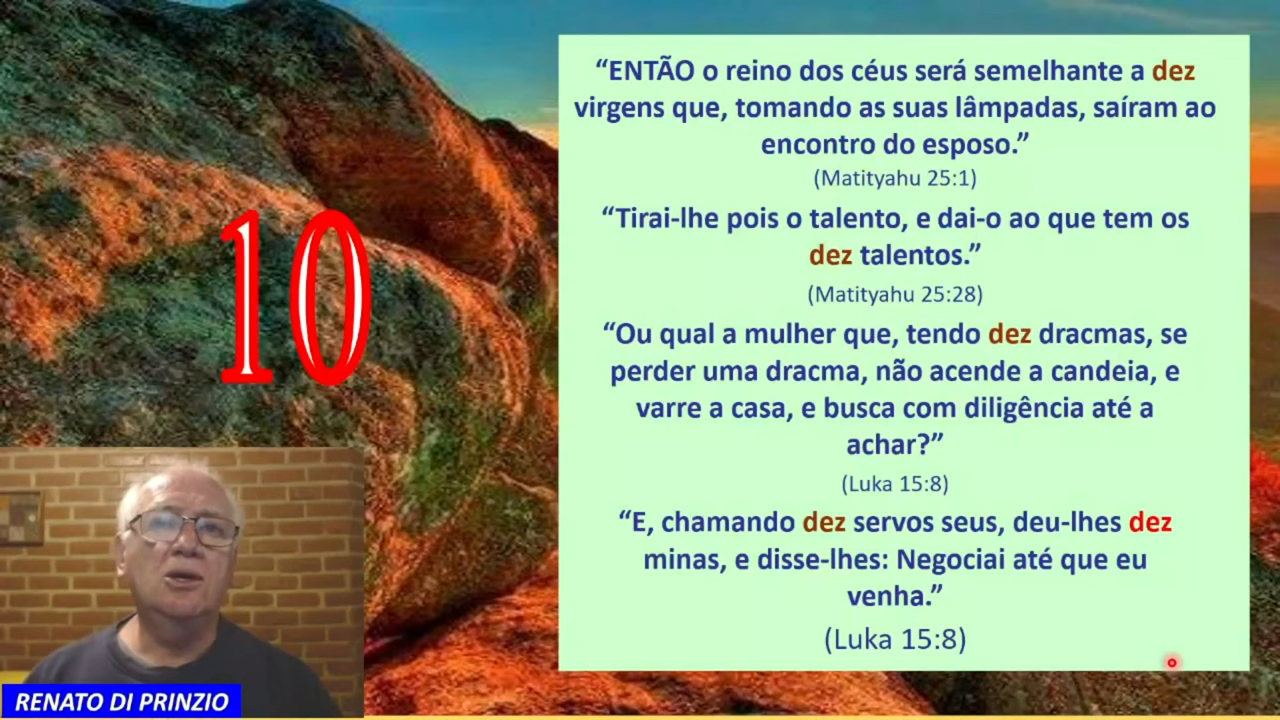 “ENTÃO o reino dos céus será semelhante a dez
virgens que, tomando as suas lâmpadas, saíram ao
encontro do esposo.”
(Matityahu 25:1)
“Tirai-lhe pois o talento, e dai-o ao que tem os
dez talentos.”
(Matityahu 25:28)
“Ou qual a mulher que, tendo dez dracmas, se
perder uma dracma, não acende a candeia, e
varre a casa, e busca com diligência até a
achar?”
(Luka 15:8)
“E, chamando dez servos seus, deu-lhes dez
minas, e disse-lhes: Negociai até que eu
venha.”
(Luka 15:8)
10
RENATO DI PRINZIO